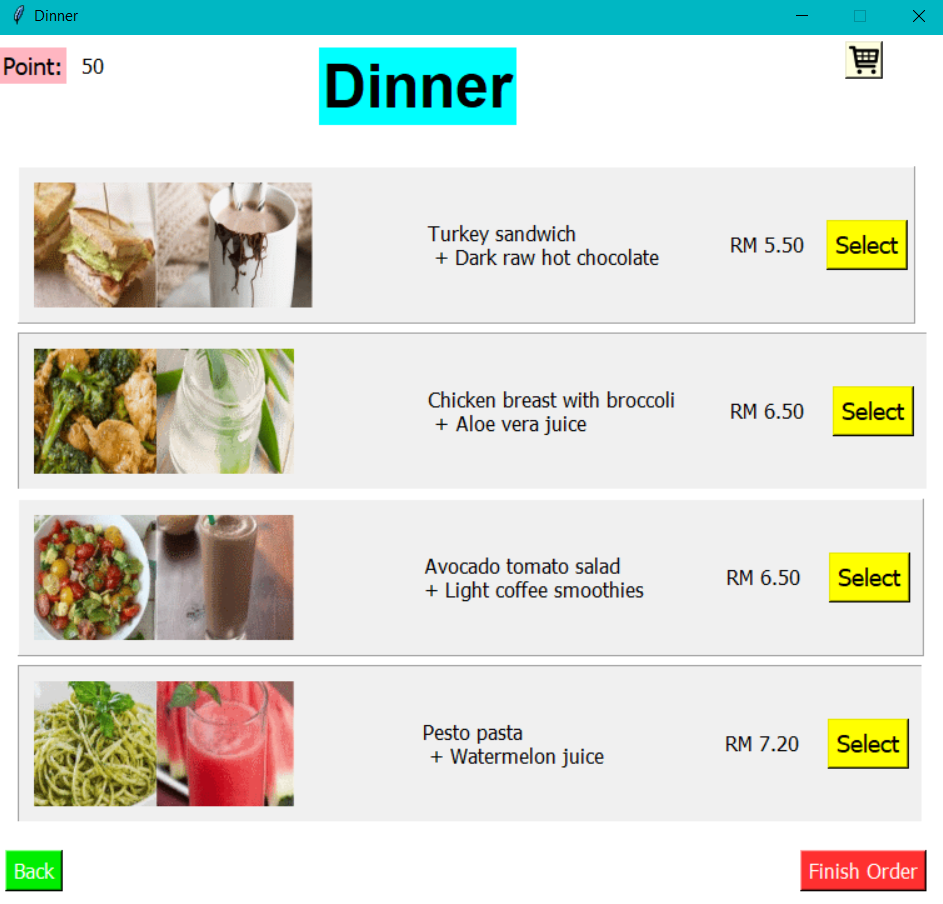 Dinner
Point: 50
Dinner
Turkey sandwich
+ Dark raw hot chocolate
RM 5.50
Select
Chicken breast with broccoli
+ Aloe vera juice
RM 6.50
Select
Avocado tomato salad
+ Light coffee smoothies
RM 6.50
Select
Pesto pasta
+ Watermelon juice
RM 7.20
Select
Back
Finish Order